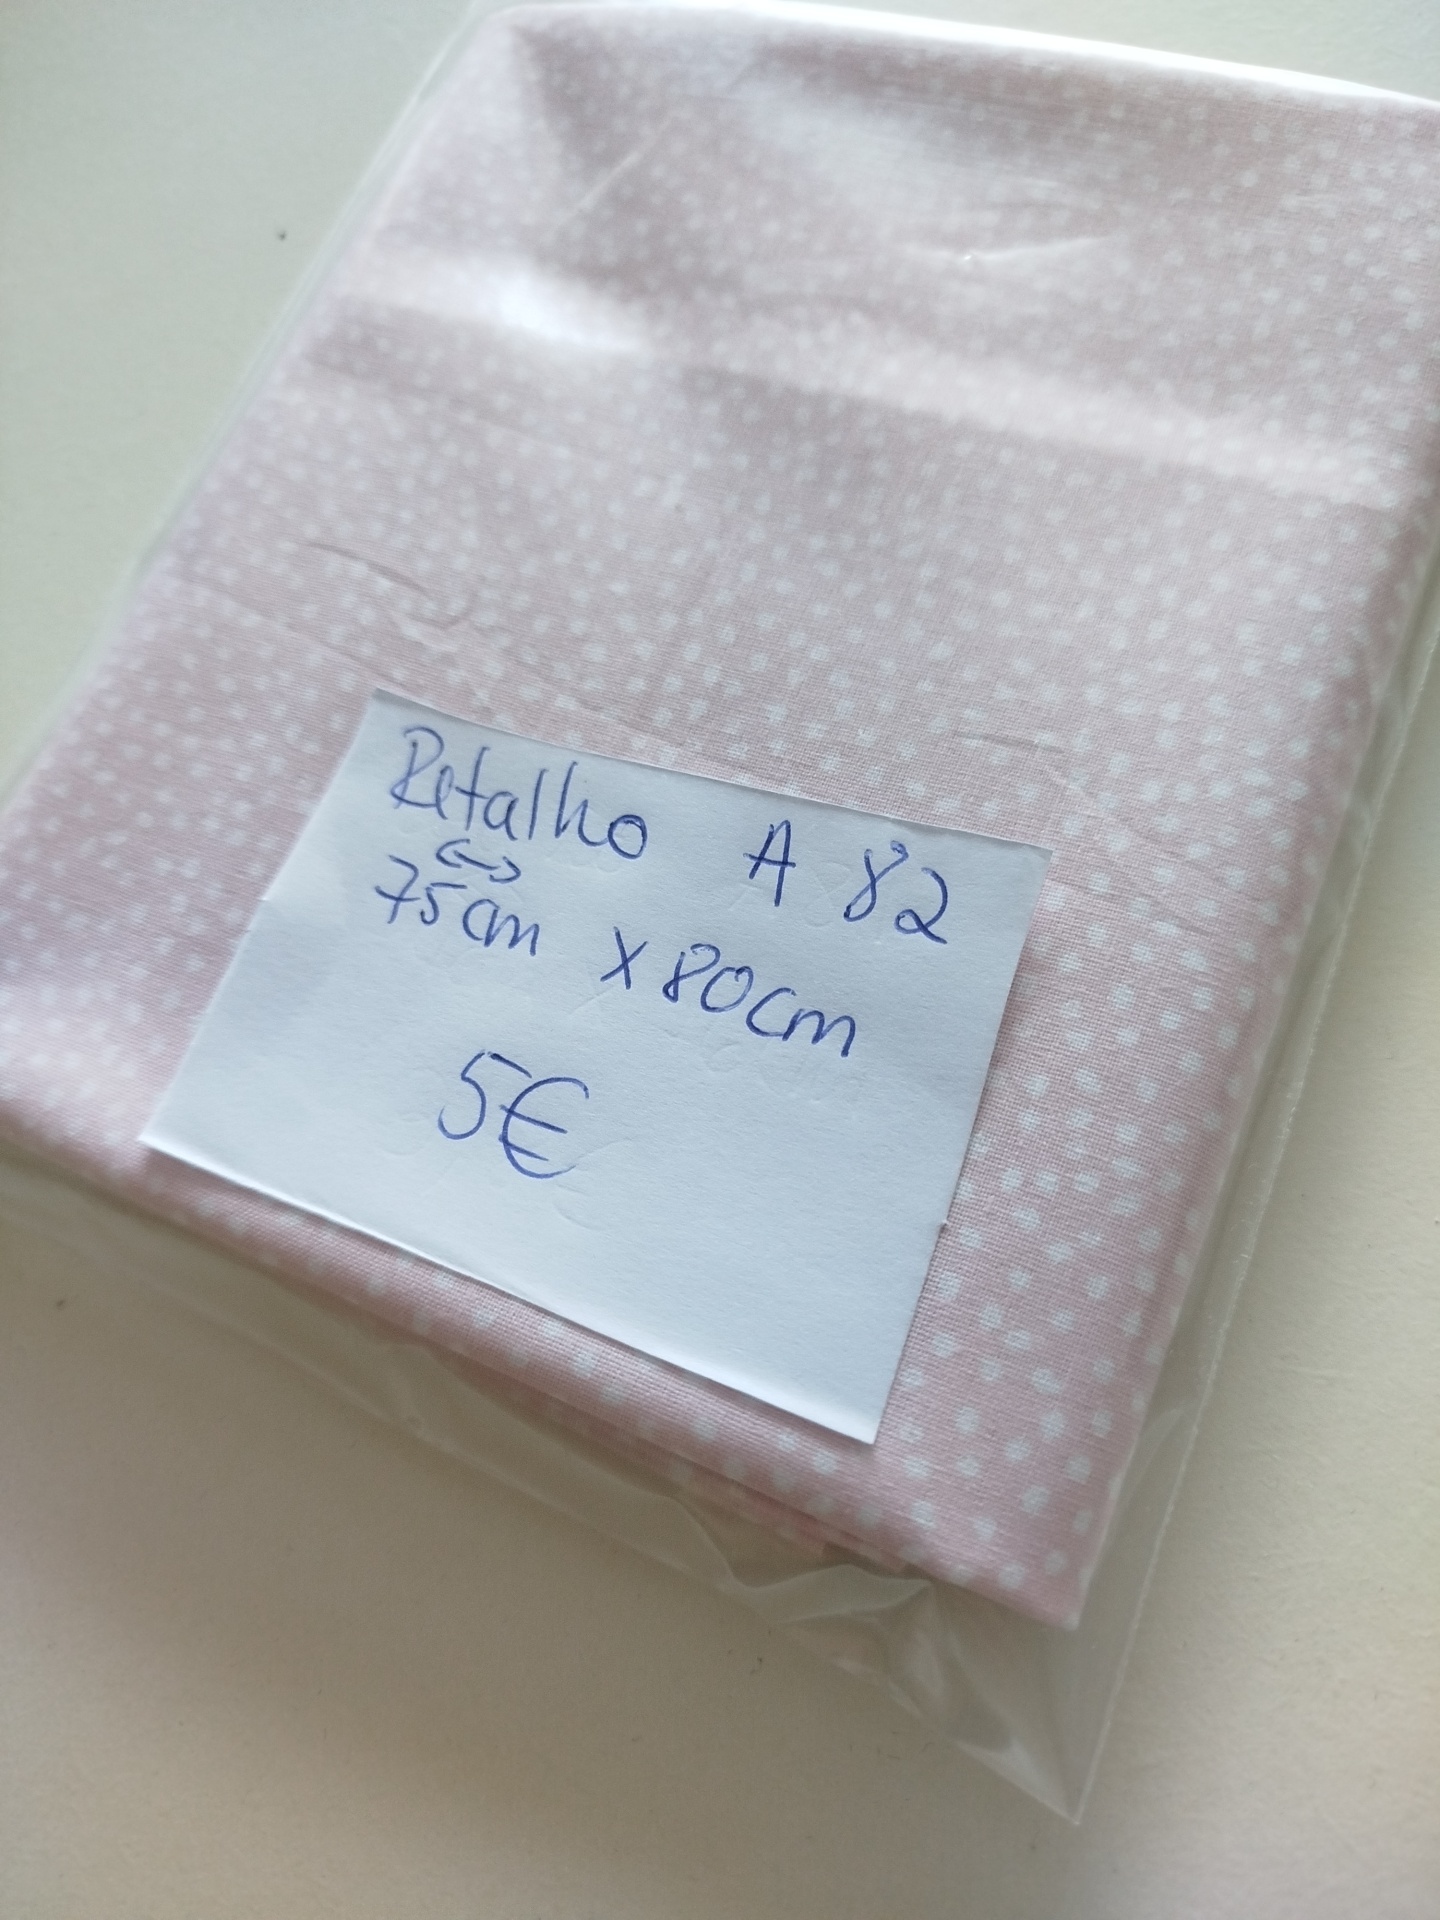 Retalho A 82
↔
75cm x 80cm
5€